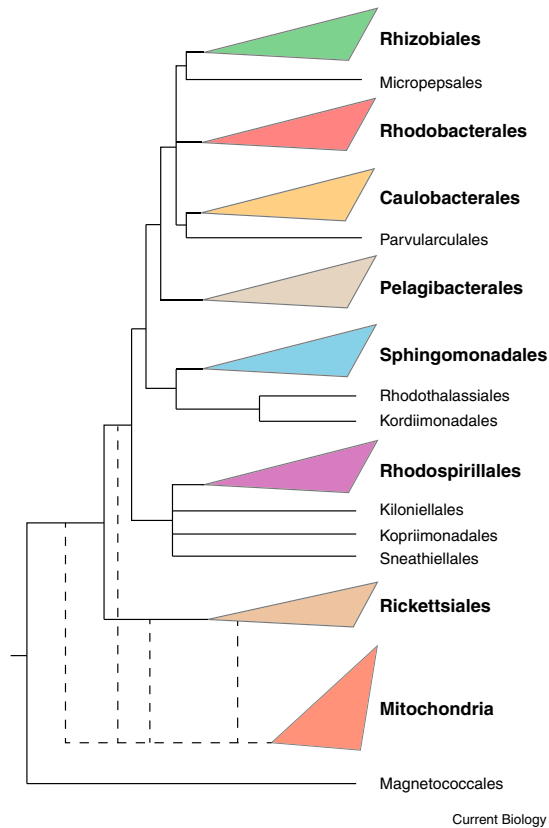 Rhizobiales
Micropepsales
Rhodobacterales
Caulobacterales
Parvularculales
Pelagibacterales
Sphingomonadales
Rhodothalassiales
Kordiimonadales
Rhodospirillales
Kiloniellales
Kopriimonadales
Sneathiellales
Rickettsiales
Mitochondria
Magnetococcales
Current Biology